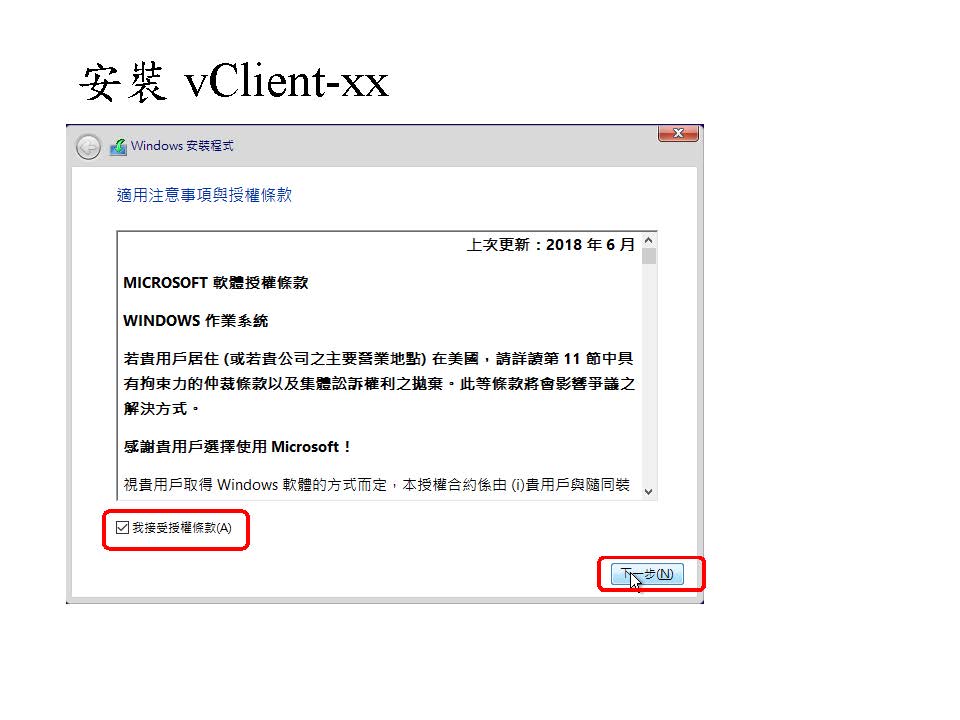 安裝 vClient-xx
Windows 安裝程式
適用注意事項與授權條款
上次更新：2018 年 6 月
MICROSOFT 軟體授權條款
WINDOWS 作業系統
若貴用戶居住 (或若貴公司之主要營業地點) 在美國，請詳讀第 11 節中具
有拘束力的仲裁條款以及集體訟訴權利之拋棄。此等條款將會影響爭議之
解決方式。
感謝貴用戶選擇使用 Microsoft！
視貴用戶取得 Windows 軟體的方式而定，本授權合約係由 (i)貴用戶與隨同裝
我接受授權條款(A)
下一步(N)